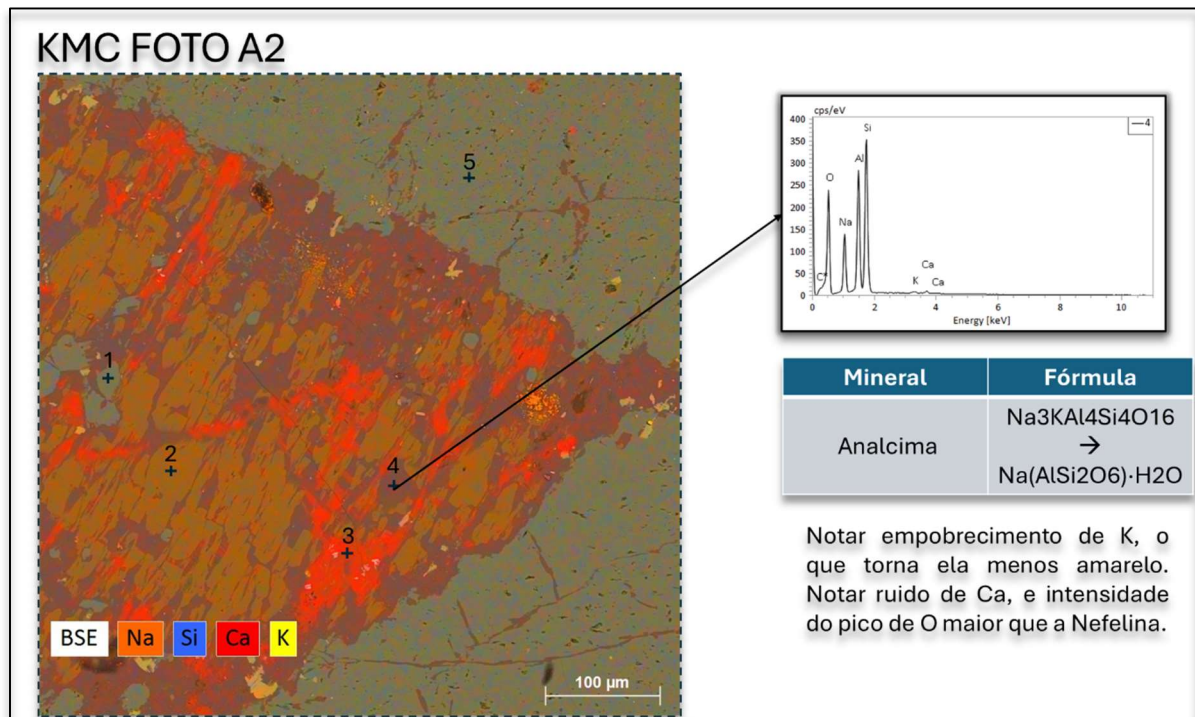 KMC FOTO A2
5
1
2
4
3
BSE Na Si Ca K
100 µm
cps/eV
400
350
300
250
200
150
100
50
0
4
Si
Al
O
Na
C
K
Ca
Ca
0 2 4 6 8 10
Energy [keV]
Mineral Fórmula
Analcima
Na3KAl4Si4O16
→
Na(AlSi2O6)·H2O
Notar empobrecimento de K, o
que torna ela menos amarelo.
Notar ruido de Ca, e intensidade
do pico de O maior que a Nefelina.